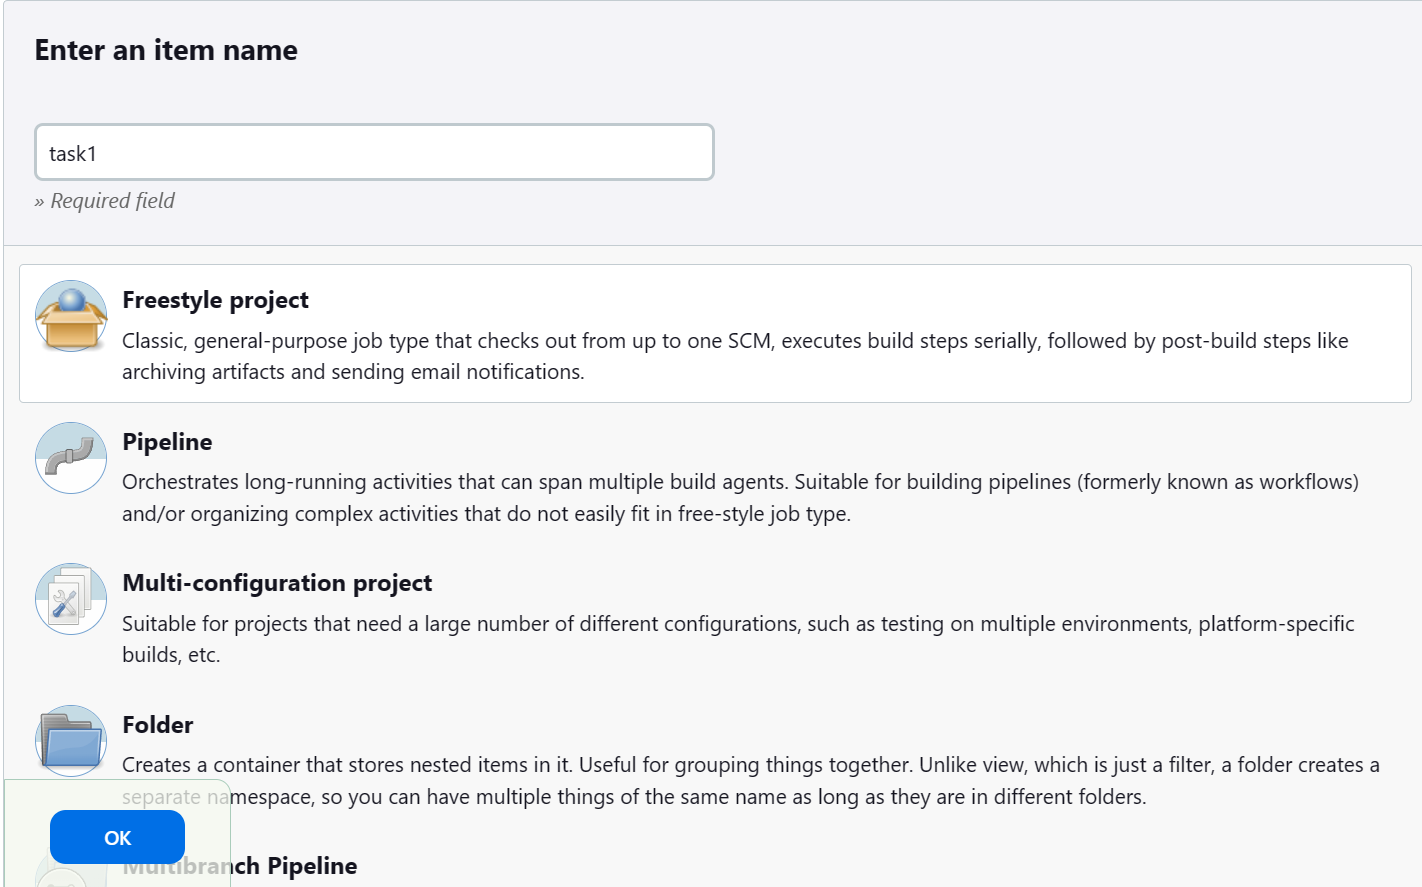 Enter an item name
task1
» Required field
Freestyle project
Classic, general-purpose job type that checks out from up to one SCM, executes build steps serially, followed by post-build steps like
archiving artifacts and sending email notifications.
Pipeline
Orchestrates long-running activities that can span multiple build agents. Suitable for building pipelines (formerly known as workflows)
and/or organizing complex activities that do not easily fit in free-style job type.
Multi-configuration project
Suitable for projects that need a large number of different configurations, such as testing on multiple environments, platform-specific
builds, etc.
Folder
Creates a container that stores nested items in it. Useful for grouping things together. Unlike view, which is just a filter, a folder creates a
separate namespace, so you can have multiple things of the same name as long as they are in different folders.
OK
Multibranch Pipeline